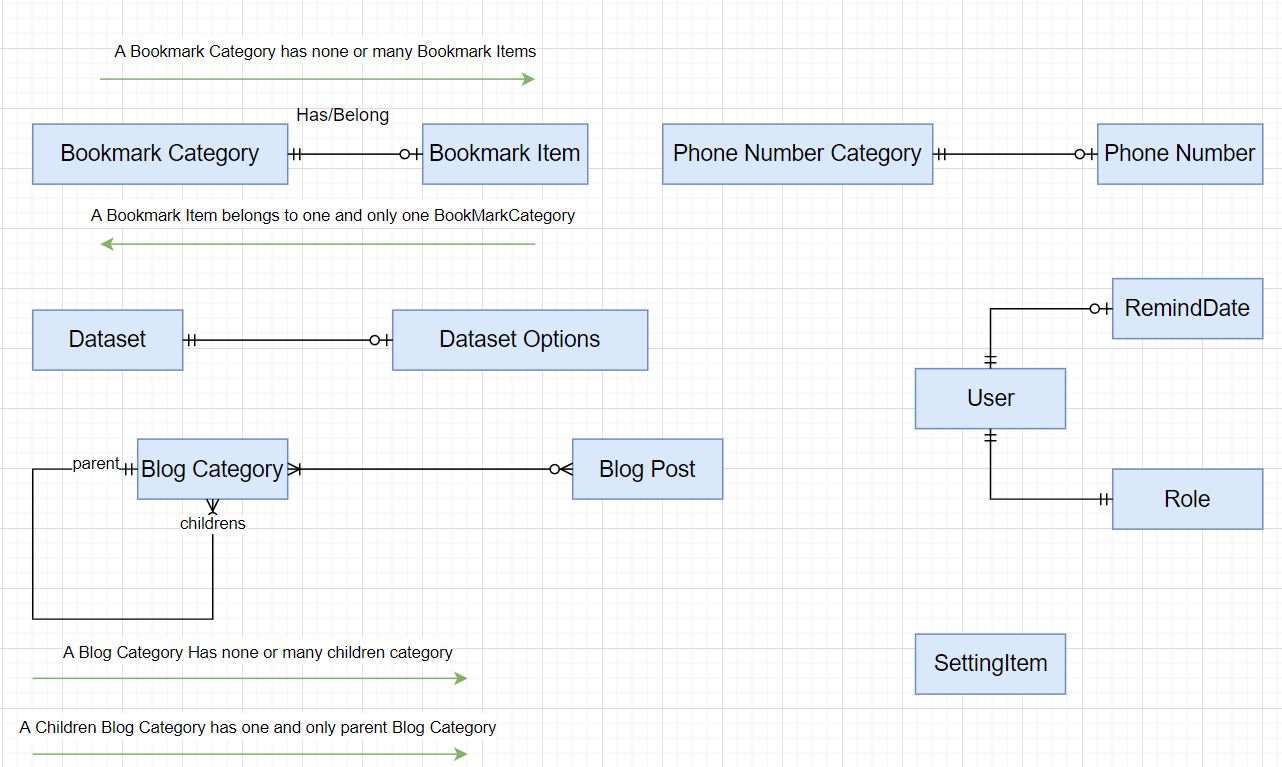 A Bookmark Category has none or many Bookmark Items
Has/Belong
Bookmark Category
Bookmark Item
Phone Number Category
Phone Number
A Bookmark Item belongs to one and only one BookMarkCategory
RemindDate
Dataset
Dataset Options
User
parent
Blog Category
Blog Post
Role
childrens
A Blog Category Has none or many children category
SettingItem
A Children Blog Category has one and only parent Blog Category